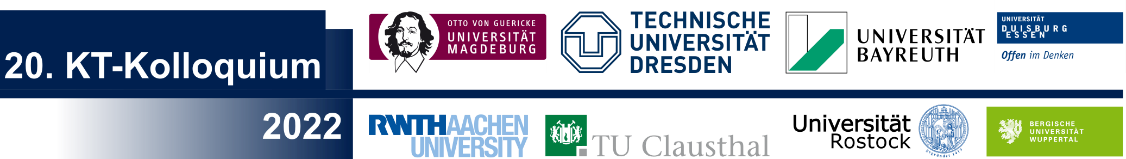 20. KT-Kolloquium
2022
OTTO VON GUERICKE
UNIVERSITÄT
MAGDEBURG
TECHNISCHE
UNIVERSITÄT
DRESDEN
UNIVERSITÄT
BAYREUTH
UNIVERSITÄT
DUISBURG
ESSEN
Offen im Denken
RWTHAACHEN
UNIVERSITY
TU Clausthal
Universität
Rostock
BERGISCHE
UNIVERSITÄT
WUPPERTAL